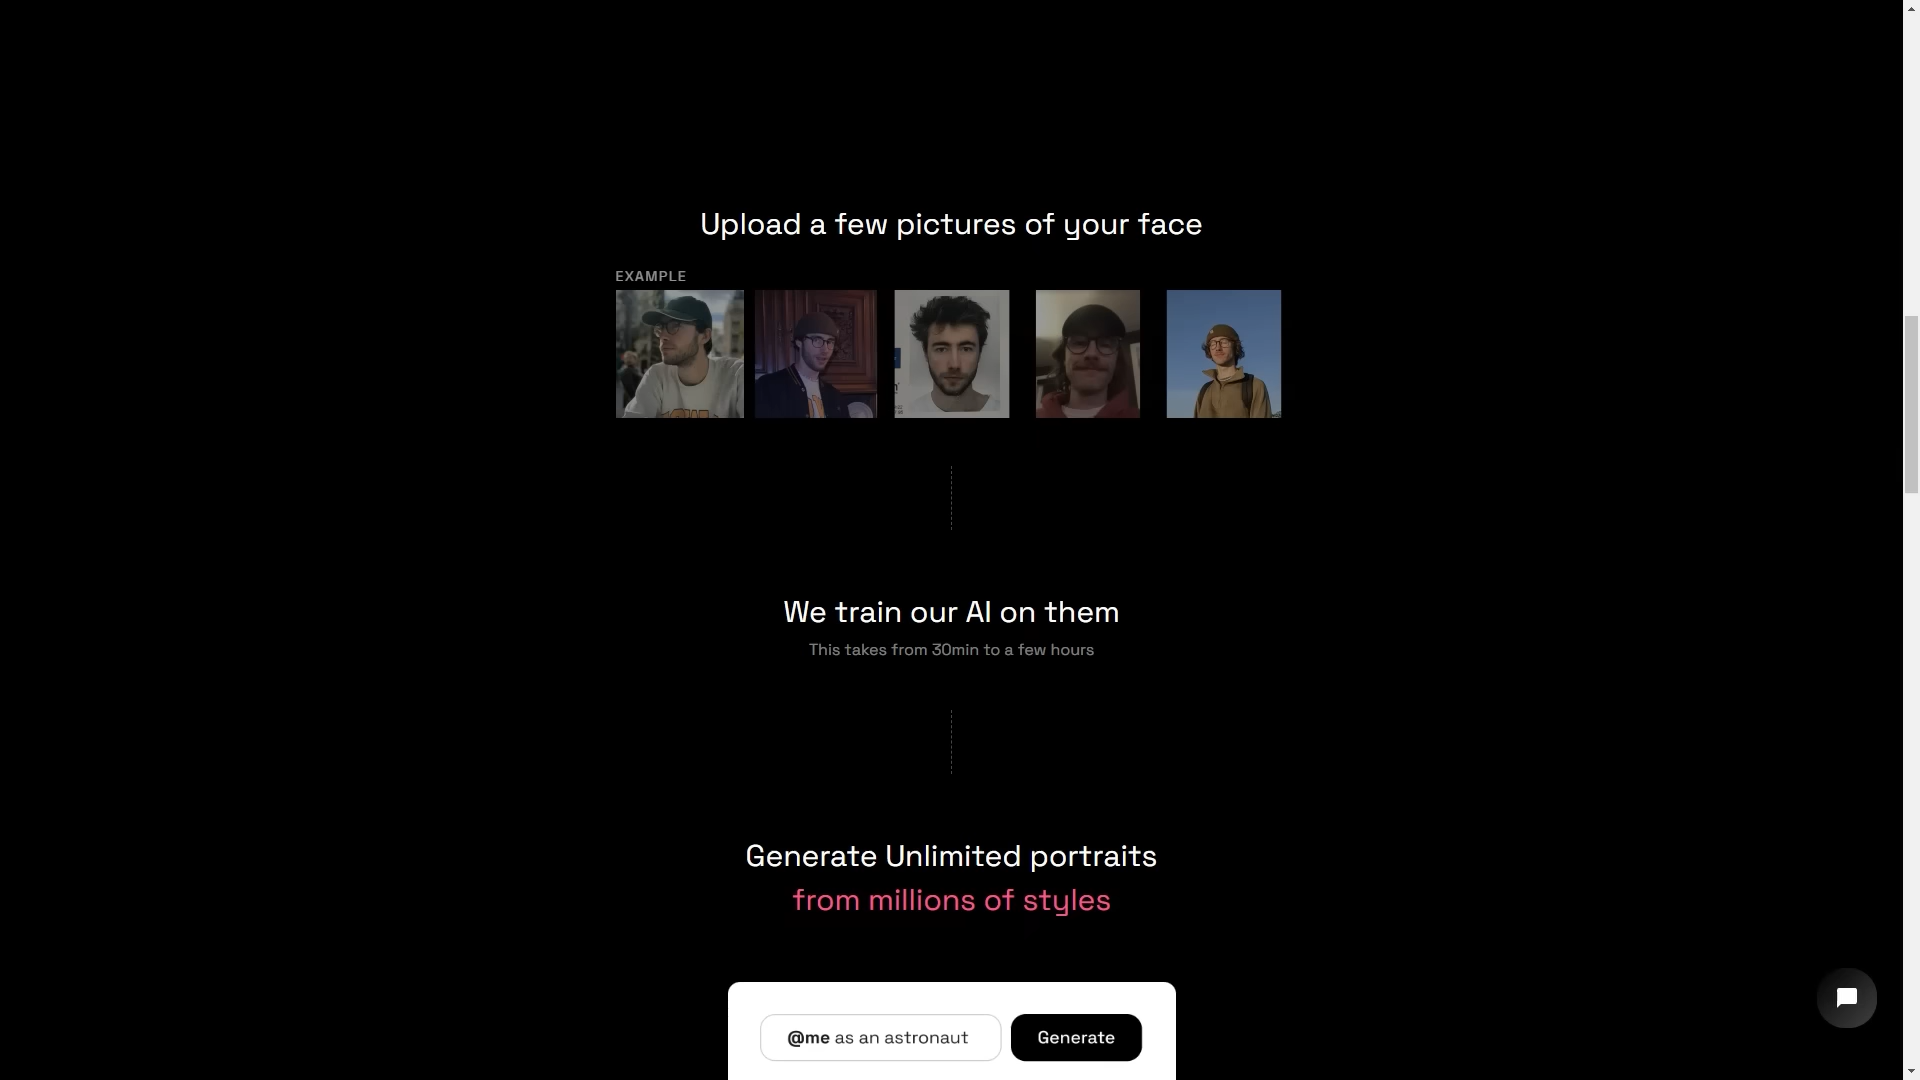 Upload a few pictures of your face
EXAMPLE
We train our AI on them
This takes from 30min to a few hours
Generate Unlimited portraits
from millions of styles
@me as an astronaut
Generate